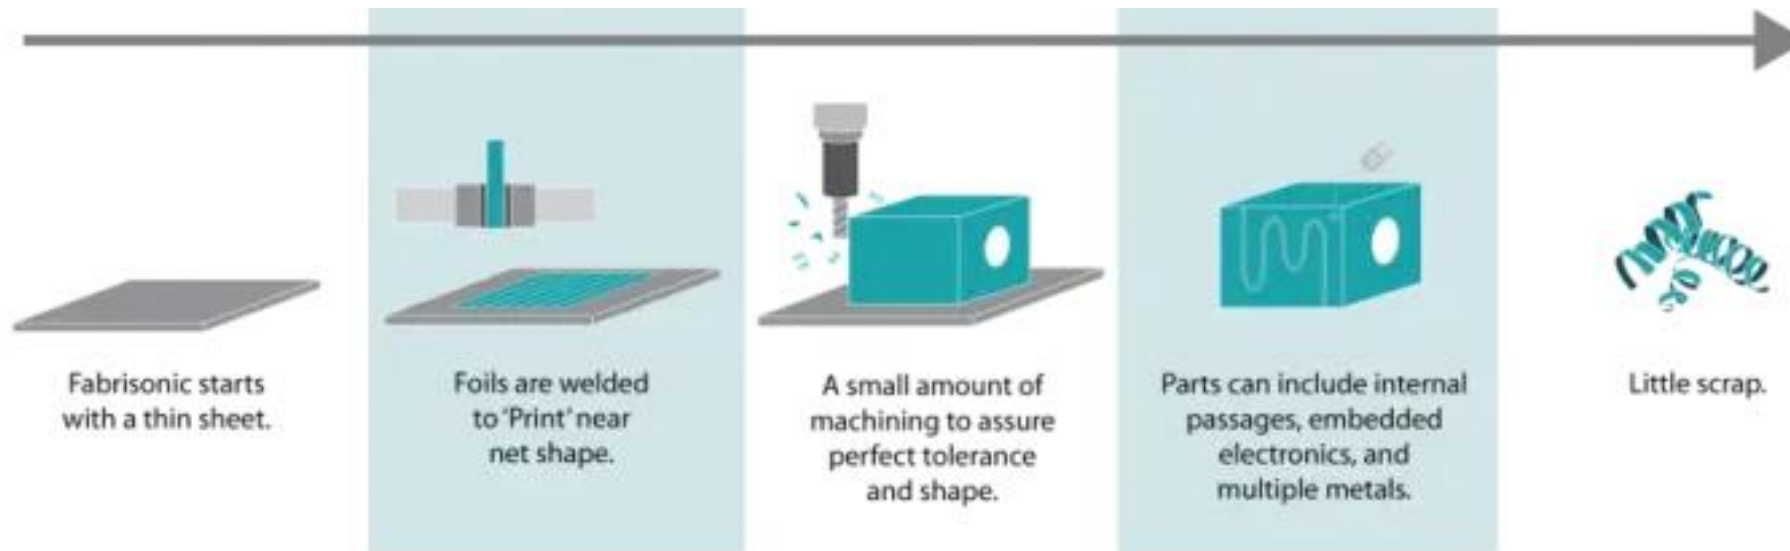 Fabrisonic starts
with a thin sheet.
Foils are welded
to 'Print' near
net shape.
A small amount of
machining to assure
perfect tolerance
and shape.
Parts can include internal
passages, embedded
electronics, and
multiple metals.
Little scrap.